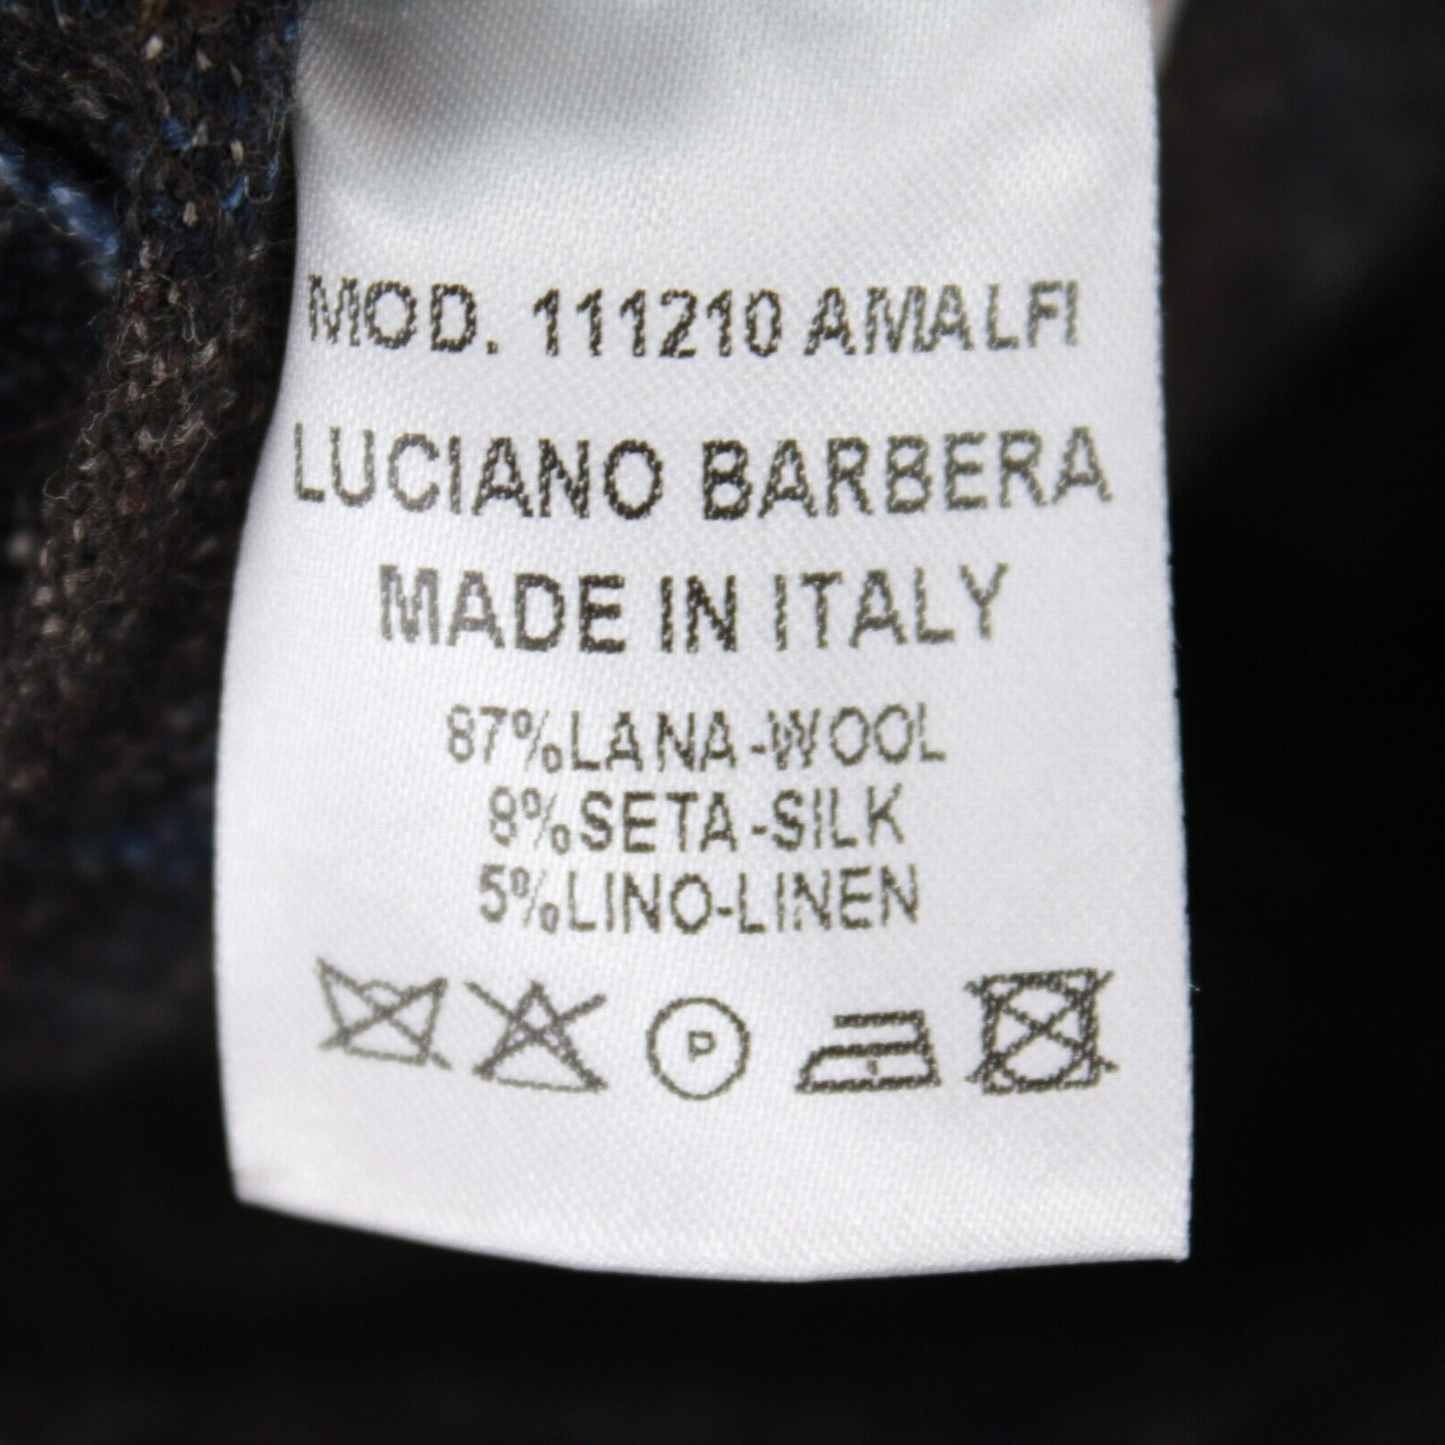 MOD. 111210 AMALFI
LUCIANO BARBERA
MADE IN ITALY
87%LANA-WOOL
8%SETA-SILK
5%LINO-LINEN
P